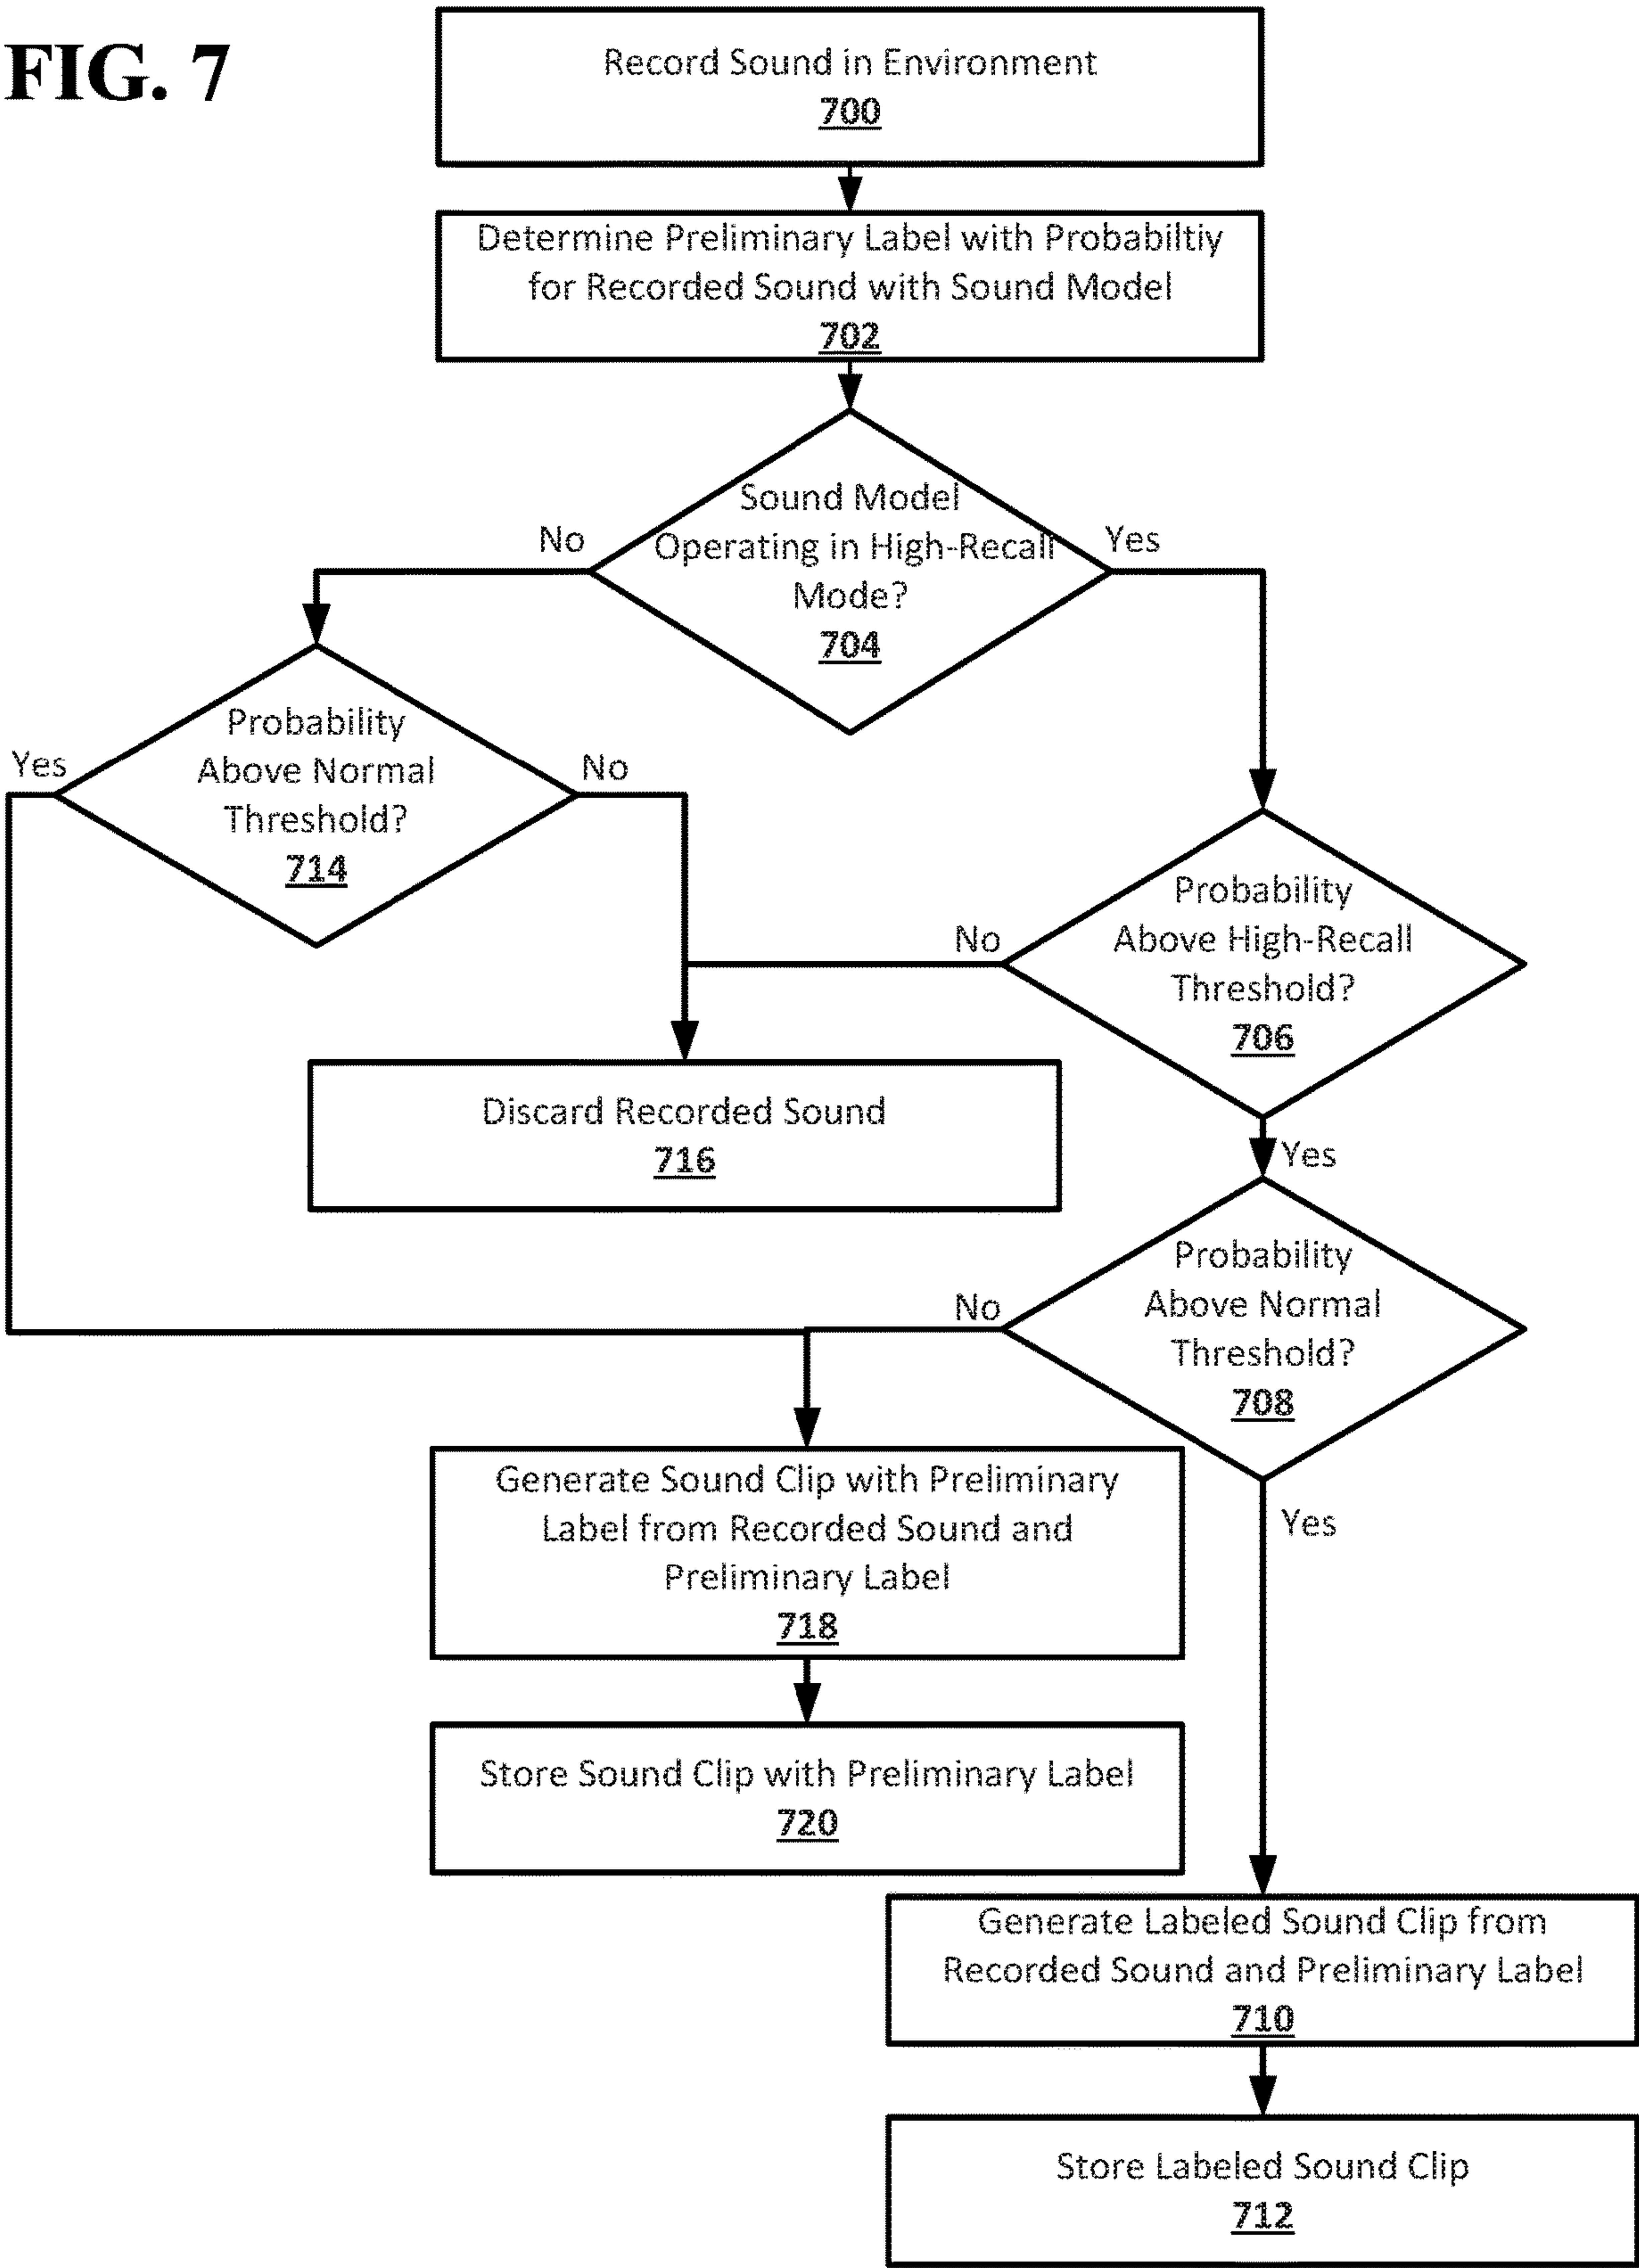 FIG. 7
Record Sound in Environment
700
Determine Preliminary Label with Probabiltiy
for Recorded Sound with Sound Model
702
Sound Model
Operating in High-Recall
Mode?
704
No
Yes
Probability
Above Normal
Threshold?
714
Yes
No
Probability
Above High-Recall
Threshold?
706
No
Yes
Discard Recorded Sound
716
Probability
Above Normal
Threshold?
708
No
Yes
Generate Sound Clip with Preliminary
Label from Recorded Sound and
Preliminary Label
718
Store Sound Clip with Preliminary Label
720
Generate Labeled Sound Clip from
Recorded Sound and Preliminary Label
710
Store Labeled Sound Clip
712